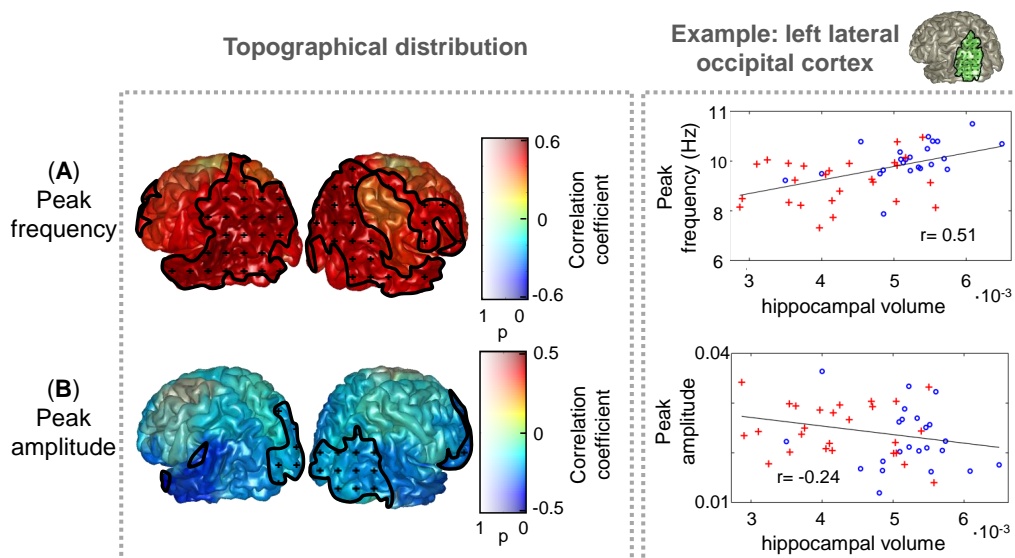 Topographical distribution
Example: left lateral
occipital cortex
(A)
Peak
frequency
0.6
0
-0.6
Correlation
coefficient
1 0
p
11
10
8
6
Peak
frequency (Hz)
r= 0.51
3 4 5 6
·10⁻³
hippocampal volume
(B)
Peak
amplitude
0.5
0
-0.5
Correlation
coefficient
1 0
p
0.04
0.01
Peak
amplitude
r= -0.24
3 4 5 6
·10⁻³
hippocampal volume